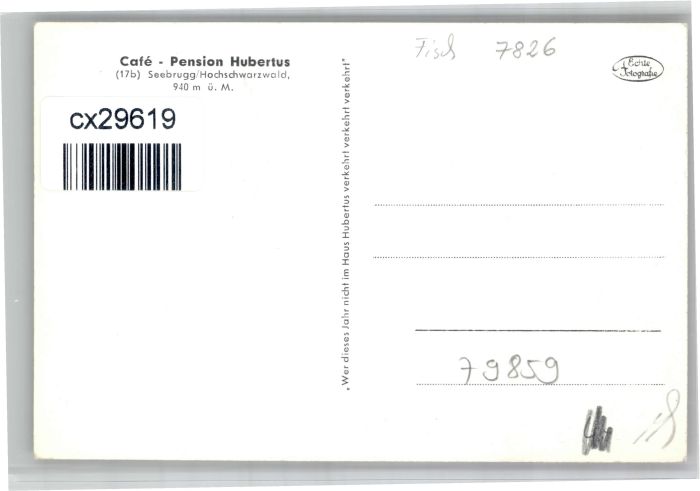 Café - Pension Hubertus
(17b) Seebrugg/Hochschwarzwald,
940 m ü. M.
cx29619
„Wer dieses Jahr nicht im Haus Hubertus verkehrt verkehrt verkehrt"
Fisch 7826
Echte
Fotografie
79859